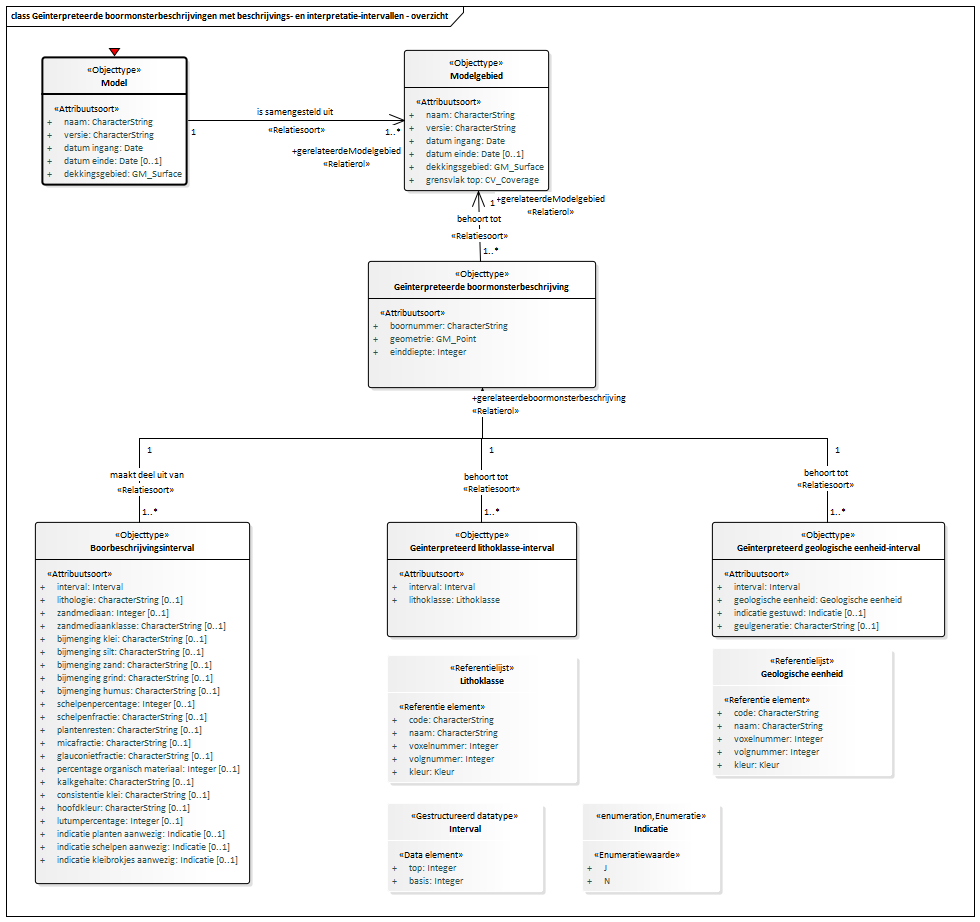 class Geïnterpreteerde boormonsterbeschrijvingen met beschrijvings- en interpretatie-intervallen - overzicht
«Objecttype»
Model
«Attribuutsoort»
+ naam: CharacterString
+ versie: CharacterString
+ datum ingang: Date
+ datum einde: Date [0..1]
+ dekkingsgebied: GM_Surface
is samengesteld uit
1
«Relatiesoort»
1..*
+gerelateerdeModelgebied
«Relatierol»
«Objecttype»
Modelgebied
«Attribuutsoort»
+ naam: CharacterString
+ versie: CharacterString
+ datum ingang: Date
+ datum einde: Date [0..1]
+ dekkingsgebied: GM_Surface
+ grensvlak top: CV_Coverage
1
+gerelateerdeModelgebied
«Relatierol»
behoort tot
«Relatiesoort»
1..*
«Objecttype»
Geïnterpreteerde boormonsterbeschrijving
«Attribuutsoort»
+ boornummer: CharacterString
+ geometrie: GM_Point
+ einddiepte: Integer
+gerelateerdeboormonsterbeschrijving
«Relatierol»
1
maakt deel uit van
«Relatiesoort»
1..*
1
behoort tot
«Relatiesoort»
1..*
1
behoort tot
«Relatiesoort»
1..*
«Objecttype»
Boorbeschrijvingsinterval
«Attribuutsoort»
+ interval: Interval
+ lithologie: CharacterString [0..1]
+ zandmediaan: Integer [0..1]
+ zandmediaanklasse: CharacterString [0..1]
+ bijmenging klei: CharacterString [0..1]
+ bijmenging silt: CharacterString [0..1]
+ bijmenging zand: CharacterString [0..1]
+ bijmenging grind: CharacterString [0..1]
+ bijmenging humus: CharacterString [0..1]
+ schelpenpercentage: Integer [0..1]
+ schelpenfractie: CharacterString [0..1]
+ plantenresten: CharacterString [0..1]
+ micafractie: CharacterString [0..1]
+ glauconietfractie: CharacterString [0..1]
+ percentage organisch materiaal: Integer [0..1]
+ kalkgehalte: CharacterString [0..1]
+ consistentie klei: CharacterString [0..1]
+ hoofdkleur: CharacterString [0..1]
+ lutumpercentage: Integer [0..1]
+ indicatie planten aanwezig: Indicatie [0..1]
+ indicatie schelpen aanwezig: Indicatie [0..1]
+ indicatie kleibrokjes aanwezig: Indicatie [0..1]
«Objecttype»
Geïnterpreteerd lithoklasse-interval
«Attribuutsoort»
+ interval: Interval
+ lithoklasse: Lithoklasse
«Objecttype»
Geïnterpreteerd geologische eenheid-interval
«Attribuutsoort»
+ interval: Interval
+ geologische eenheid: Geologische eenheid
+ indicatie gestuwd: Indicatie [0..1]
+ geulgeneratie: CharacterString [0..1]
«Referentielijst»
Lithoklasse
«Referentie element»
+ code: CharacterString
+ naam: CharacterString
+ voxelnummer: Integer
+ volgnummer: Integer
+ kleur: Kleur
«Referentielijst»
Geologische eenheid
«Referentie element»
+ code: CharacterString
+ naam: CharacterString
+ voxelnummer: Integer
+ volgnummer: Integer
+ kleur: Kleur
«Gestructureerd datatype»
Interval
«Data element»
+ top: Integer
+ basis: Integer
«enumeration,Enumeratie»
Indicatie
«Enumeratiewaarde»
+ J
+ N